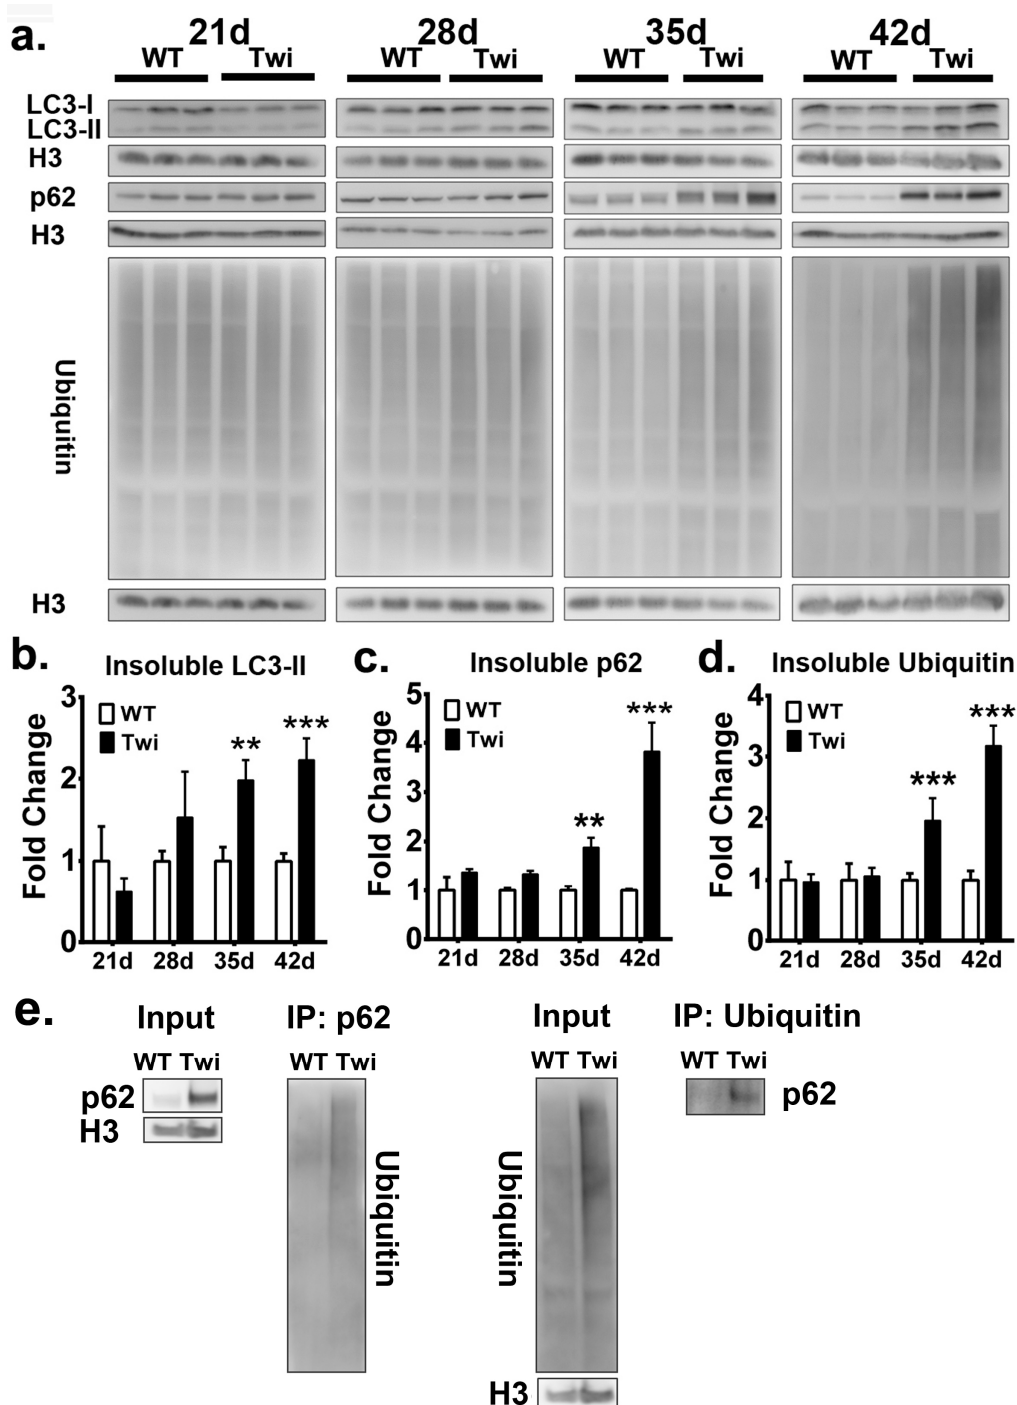 a.
21d 28d 35d 42d
WT Twi WT Twi WT Twi WT Twi
LC3-I
LC3-II
H3
p62
H3
Ubiquitin
H3
b.
Insoluble LC3-II
Fold Change
3
2
1
0
WT
Twi
** ***
21d 28d 35d 42d
c.
Insoluble p62
Fold Change
5
4
3
2
1
0
WT
Twi
** ***
21d 28d 35d 42d
d.
Insoluble Ubiquitin
Fold Change
4
3
2
1
0
WT
Twi
*** ***
21d 28d 35d 42d
e.
Input IP: p62 Input IP: Ubiquitin
WT Twi WT Twi WT Twi WT Twi
p62
H3
Ubiquitin
Ubiquitin
p62
H3